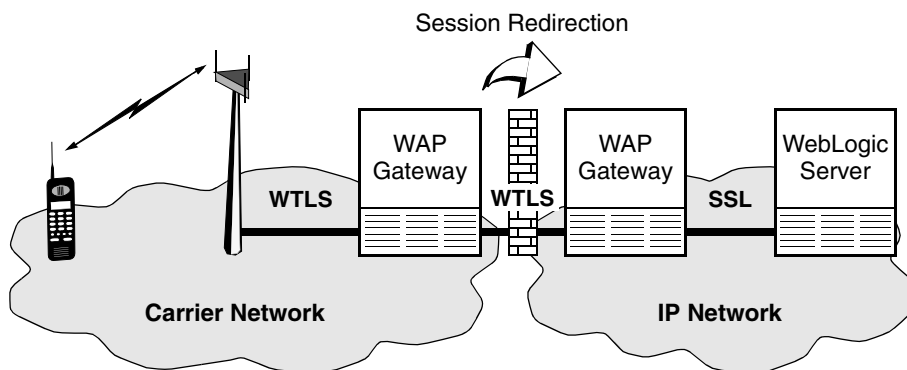 Session Redirection
WAP
Gateway
WAP
Gateway
WebLogic
Server
WTLS
WTLS
SSL
Carrier Network
IP Network